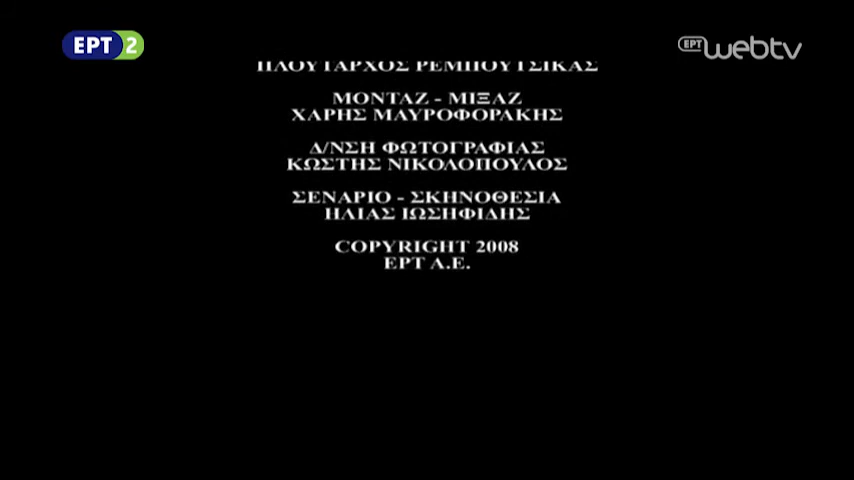 ΕΡΤ 2
ΕΡΤ webtv
ΠΛΟΥΤΑΡΧΟΣ ΡΕΜΠΟΥΤΣΙΚΑΣ
ΜΟΝΤΑΖ - ΜΙΞΑΖ
ΧΑΡΗΣ ΜΑΥΡΟΦΟΡΑΚΗΣ
Δ/ΝΣΗ ΦΩΤΟΓΡΑΦΙΑΣ
ΚΩΣΤΗΣ ΝΙΚΟΛΟΠΟΥΛΟΣ
ΣΕΝΑΡΙΟ - ΣΚΗΝΟΘΕΣΙΑ
ΗΛΙΑΣ ΙΩΣΗΦΙΔΗΣ
COPYRIGHT 2008
ΕΡΤ Α.Ε.